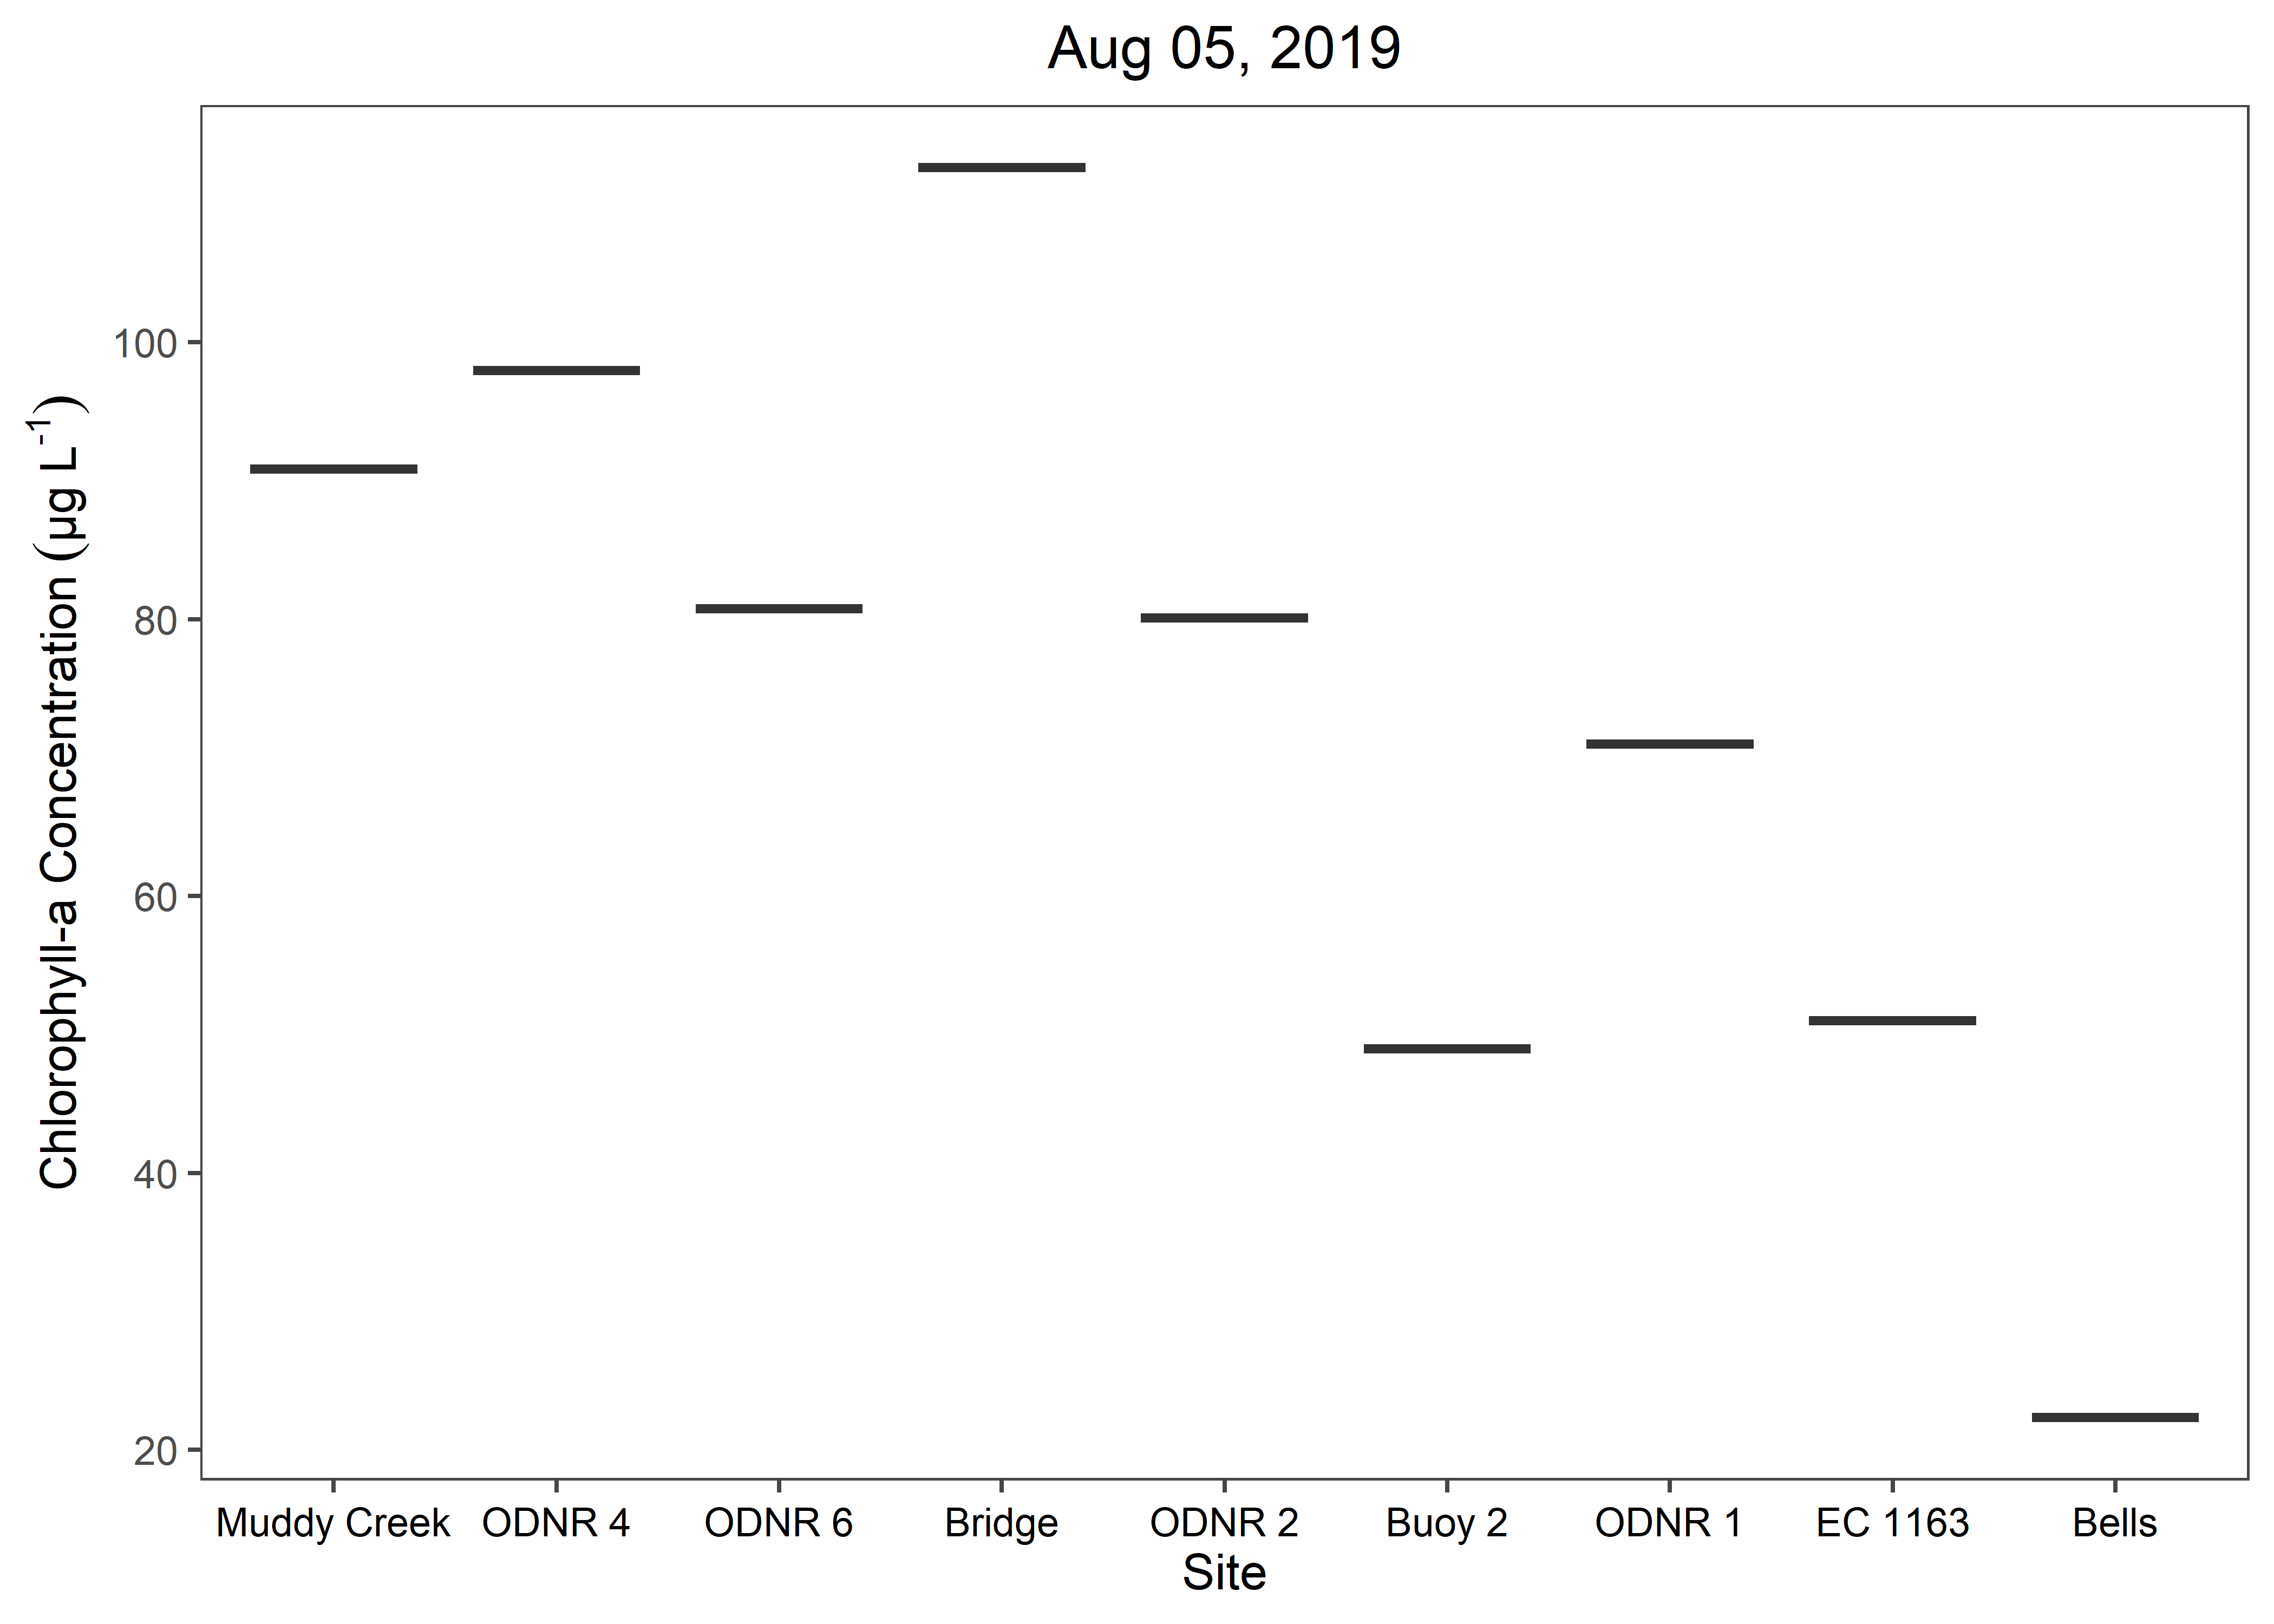 Aug 05, 2019
Chlorophyll-a Concentration (µg L⁻¹)
100
80
60
40
20
Muddy Creek ODNR 4 ODNR 6 Bridge ODNR 2 Buoy 2 ODNR 1 EC 1163 Bells
Site